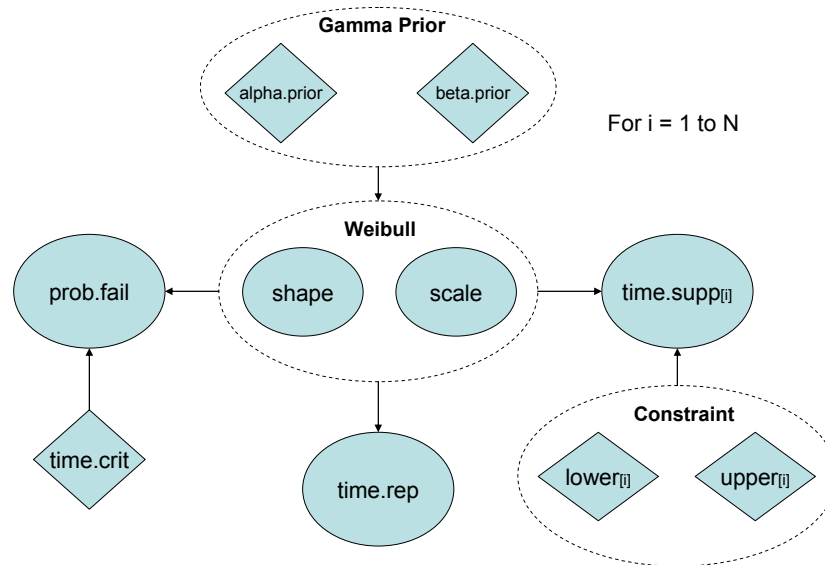 Gamma Prior
alpha.prior
beta.prior
For i = 1 to N
Weibull
prob.fail
shape
scale
time.supp[i]
Constraint
time.crit
time.rep
lower[i]
upper[i]